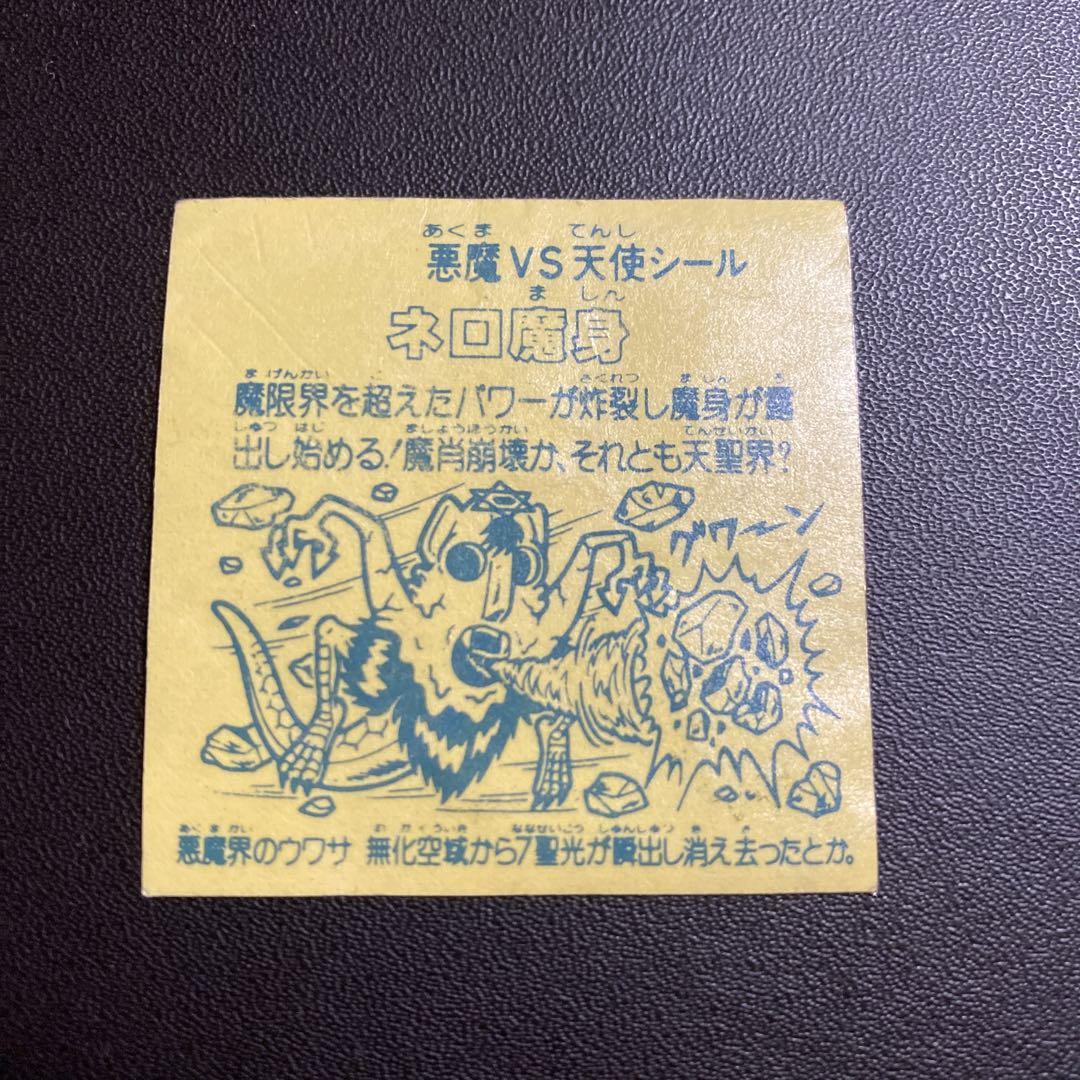 あくま てんし
悪魔VS天使シール
ま しん
ネロ魔身
まげんかい こ さくれつ ましん ろ
魔限界を超えたパワーが炸裂し魔身が露
しゅつ はじ ましょうほうかい てんせいかい
出し始める!魔肖崩壊か、それとも天聖界?
グワーン
あくまかい むかくういき ななせいこう しゅんしゅつ き さ
悪魔界のウワサ 無化空域から7聖光が瞬出し消え去ったとか。